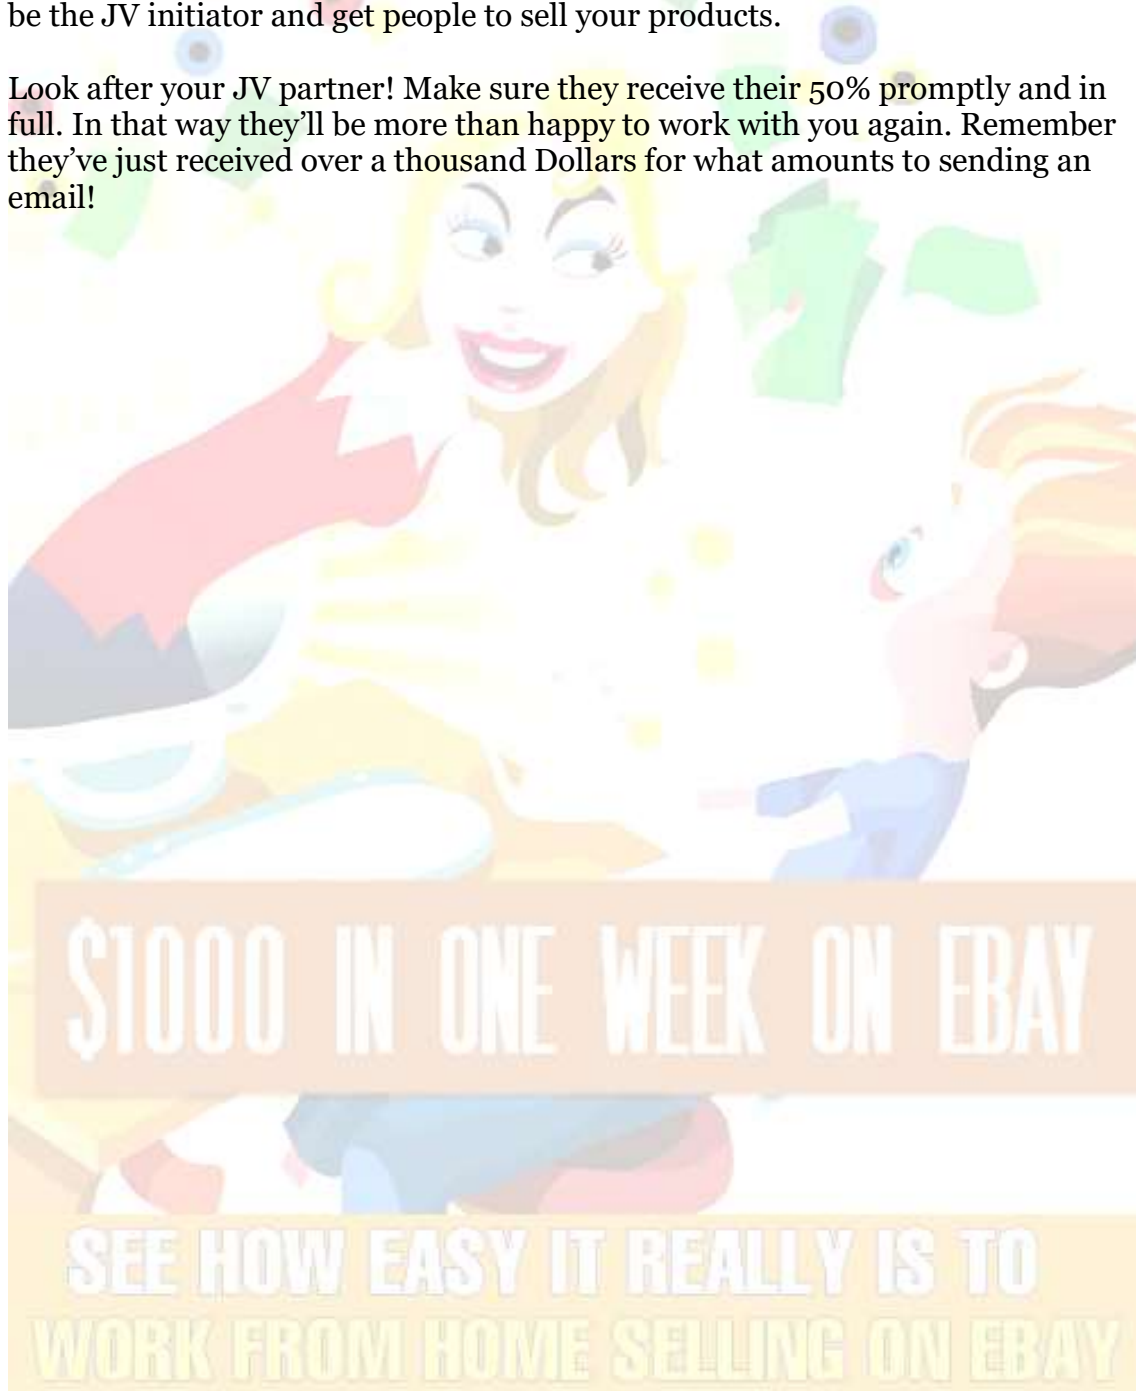 be the JV initiator and get people to sell your products.
Look after your JV partner! Make sure they receive their 50% promptly and in
full. In that way they’ll be more than happy to work with you again. Remember
they’ve just received over a thousand Dollars for what amounts to sending an
email!
$1000 IN ONE WEEK ON EBAY
SEE HOW EASY IT REALLY IS TO
WORK FROM HOME SELLING ON EBAY